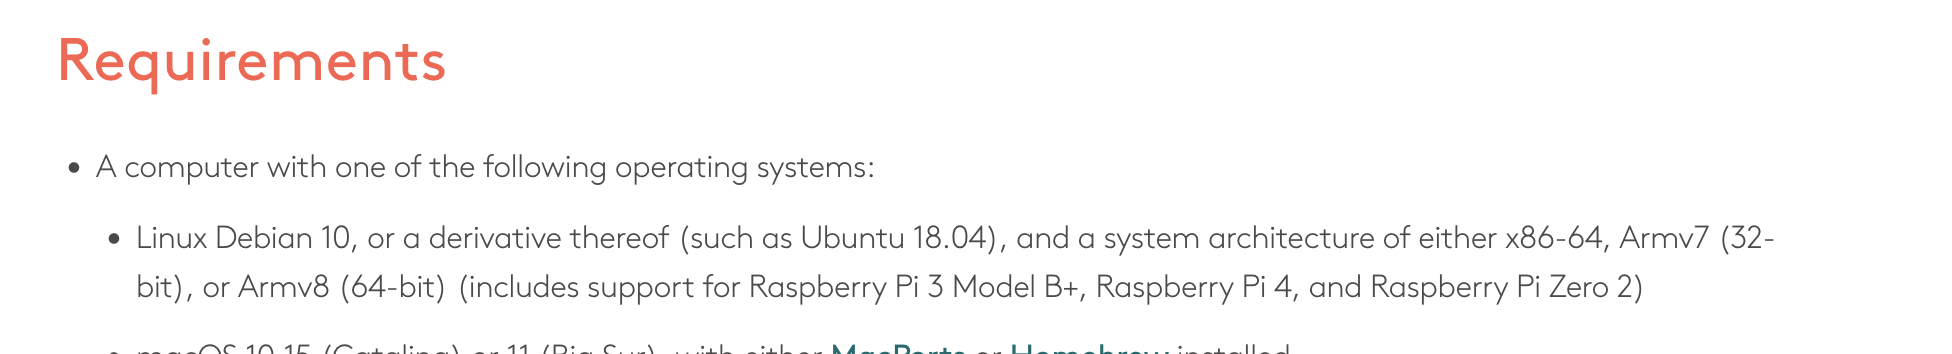 Requirements
A computer with one of the following operating systems:
Linux Debian 10, or a derivative thereof (such as Ubuntu 18.04), and a system architecture of either x86-64, Armv7 (32-
bit), or Armv8 (64-bit) (includes support for Raspberry Pi 3 Model B+, Raspberry Pi 4, and Raspberry Pi Zero 2)
macOS 10.15 (Catalina) or 11 (Big Sur), with either MacPorts or Homebrew installed